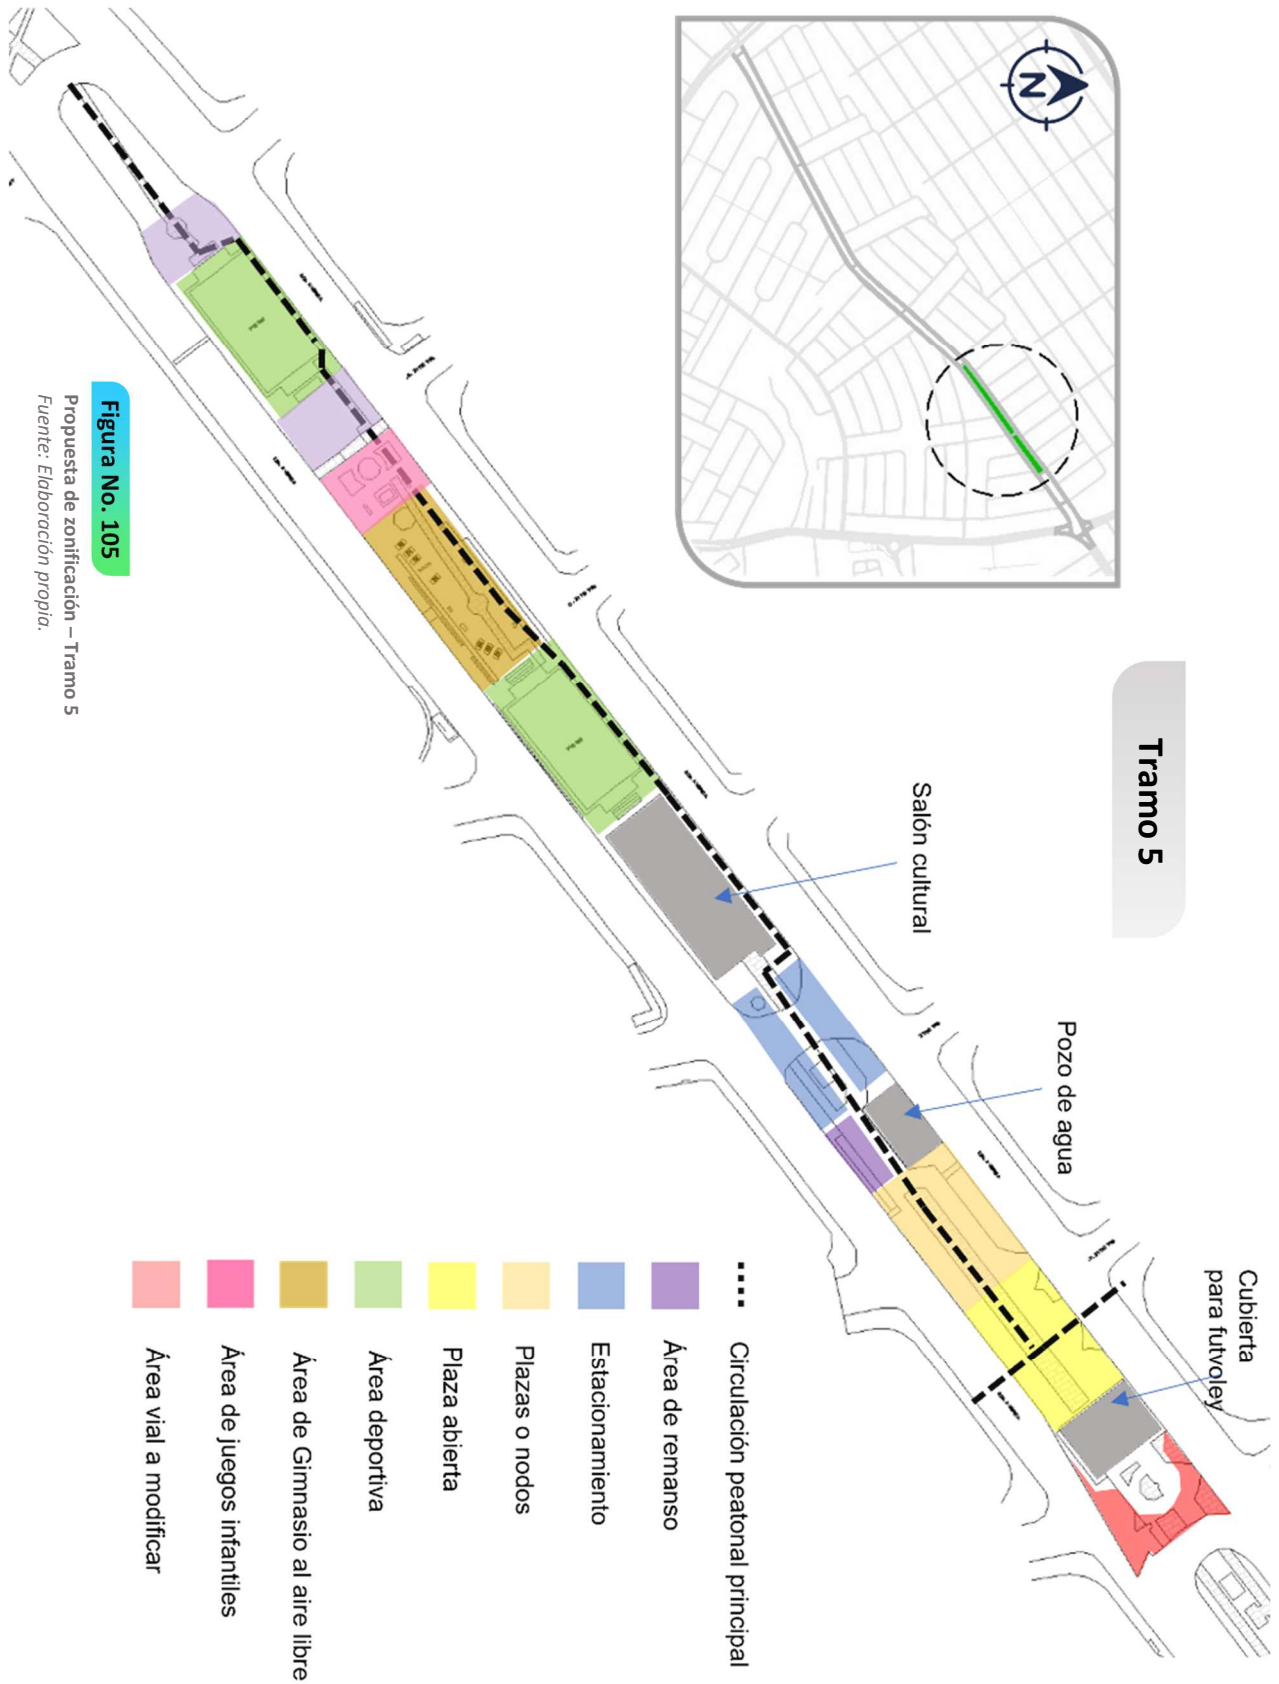 Tramo 5
N
Salón cultural
Pozo de agua
Cubierta
para futvoley
Circulación peatonal principal
Área de remanso
Estacionamiento
Plazas o nodos
Plaza abierta
Área deportiva
Área de Gimnasio al aire libre
Área de juegos infantiles
Área vial a modificar
Figura No. 105
Propuesta de zonificación – Tramo 5
Fuente: Elaboración propia.